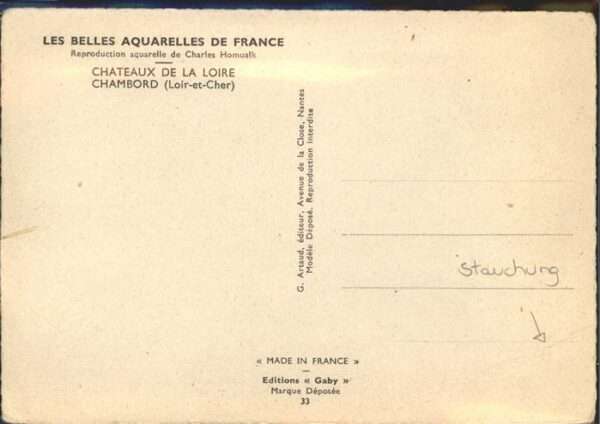 LES BELLES AQUARELLES DE FRANCE
Reproduction aquarelle de Charles Homualk
CHATEAUX DE LA LOIRE
CHAMBORD (Loir-et-Cher)
G. Artaud, éditeur, Avenue de la Close, Nantes
Modèle Déposé. Reproduction interdite
Stauchung
« MADE IN FRANCE »
Editions « Gaby »
Marque Déposée
33